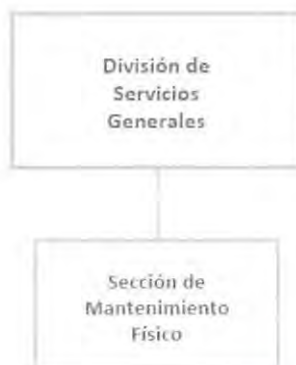 División de
Servicios
Generales
Sección de
Mantenimiento
Físico